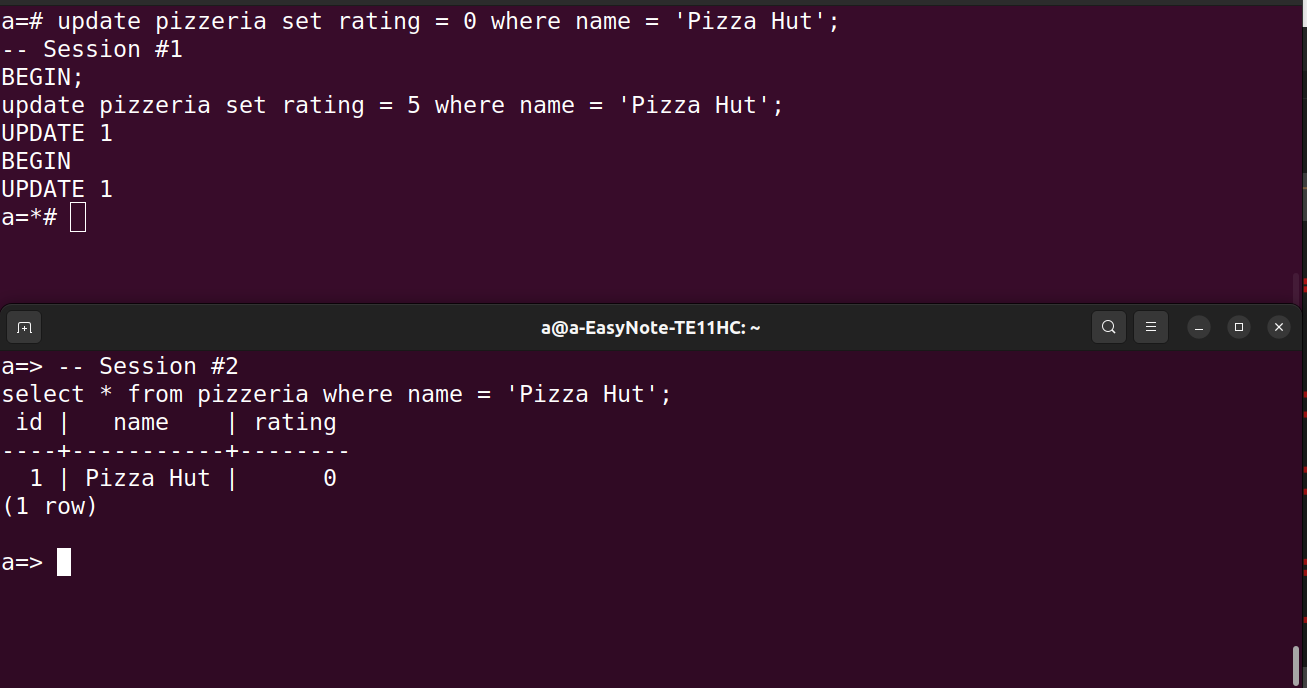 a=# update pizzeria set rating = 0 where name = 'Pizza Hut';
-- Session #1
BEGIN;
update pizzeria set rating = 5 where name = 'Pizza Hut';
UPDATE 1
BEGIN
UPDATE 1
a=*#
a@a-EasyNote-TE11HC: ~
a=> -- Session #2
select * from pizzeria where name = 'Pizza Hut';
 id |   name    | rating
----+-----------+--------
  1 | Pizza Hut |      0
(1 row)
a=>